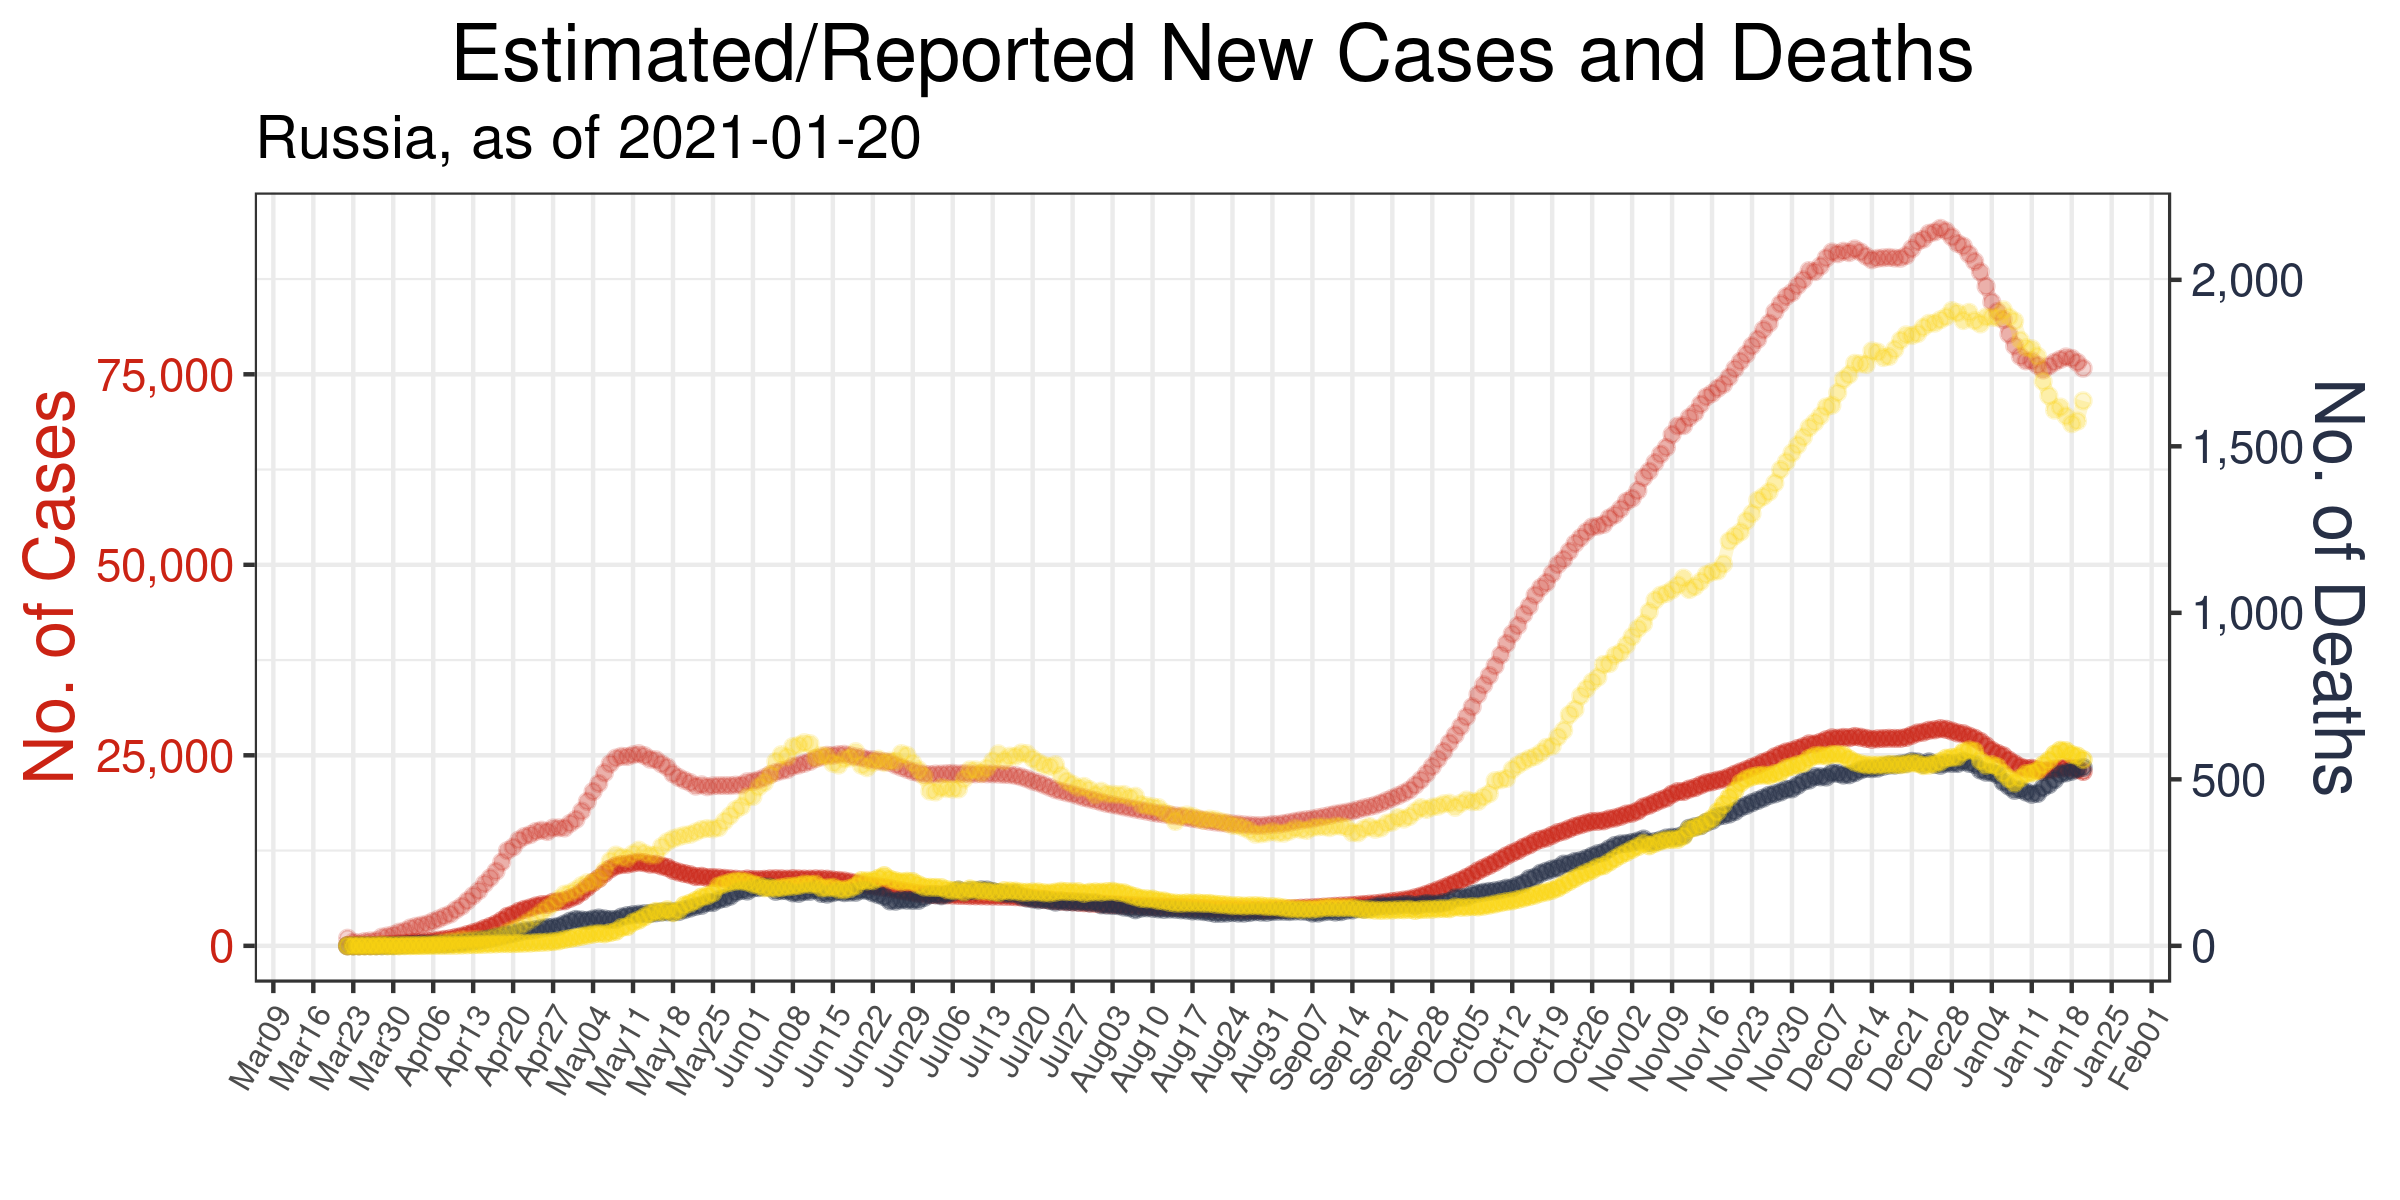 Estimated/Reported New Cases and Deaths
Russia, as of 2021-01-20
No. of Cases
75,000
50,000
25,000
0
2,000
1,500
1,000
500
0
No. of Deaths
Mar09
Mar16
Mar23
Mar30
Apr06
Apr13
Apr20
Apr27
May04
May11
May18
May25
Jun01
Jun08
Jun15
Jun22
Jun29
Jul06
Jul13
Jul20
Jul27
Aug03
Aug10
Aug17
Aug24
Aug31
Sep07
Sep14
Sep21
Sep28
Oct05
Oct12
Oct19
Oct26
Nov02
Nov09
Nov16
Nov23
Nov30
Dec07
Dec14
Dec21
Dec28
Jan04
Jan11
Jan18
Jan25
Feb01